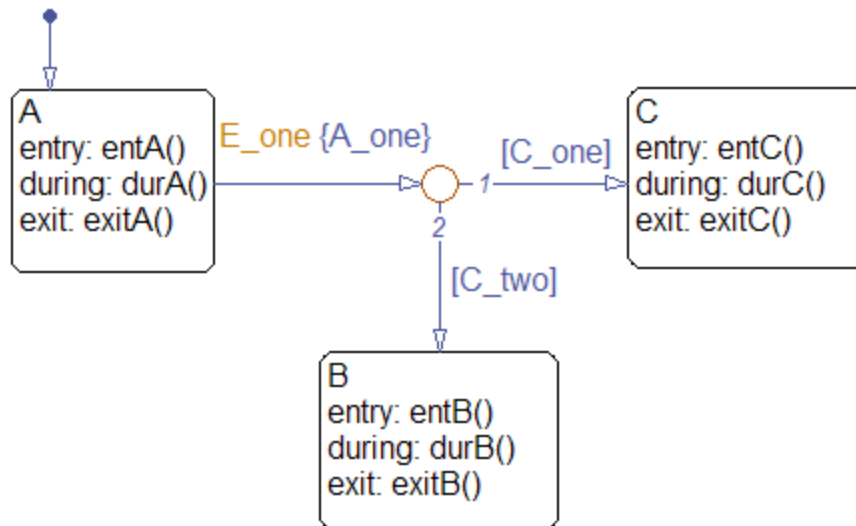 A
entry: entA()
during: durA()
exit: exitA()
E_one {A_one}
1
[C_one]
C
entry: entC()
during: durC()
exit: exitC()
2
[C_two]
B
entry: entB()
during: durB()
exit: exitB()